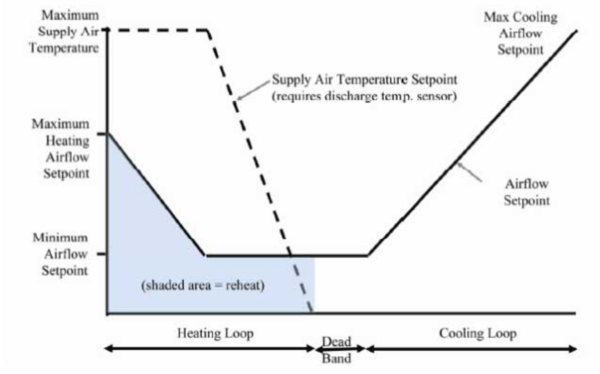 Maximum
Supply Air
Temperature
Max Cooling
Airflow
Setpoint
Supply Air Temperature Setpoint
(requires discharge temp. sensor)
Maximum
Heating
Airflow
Setpoint
Airflow
Setpoint
Minimum
Airflow
Setpoint
(shaded area = reheat)
Heating Loop
Dead
Band
Cooling Loop